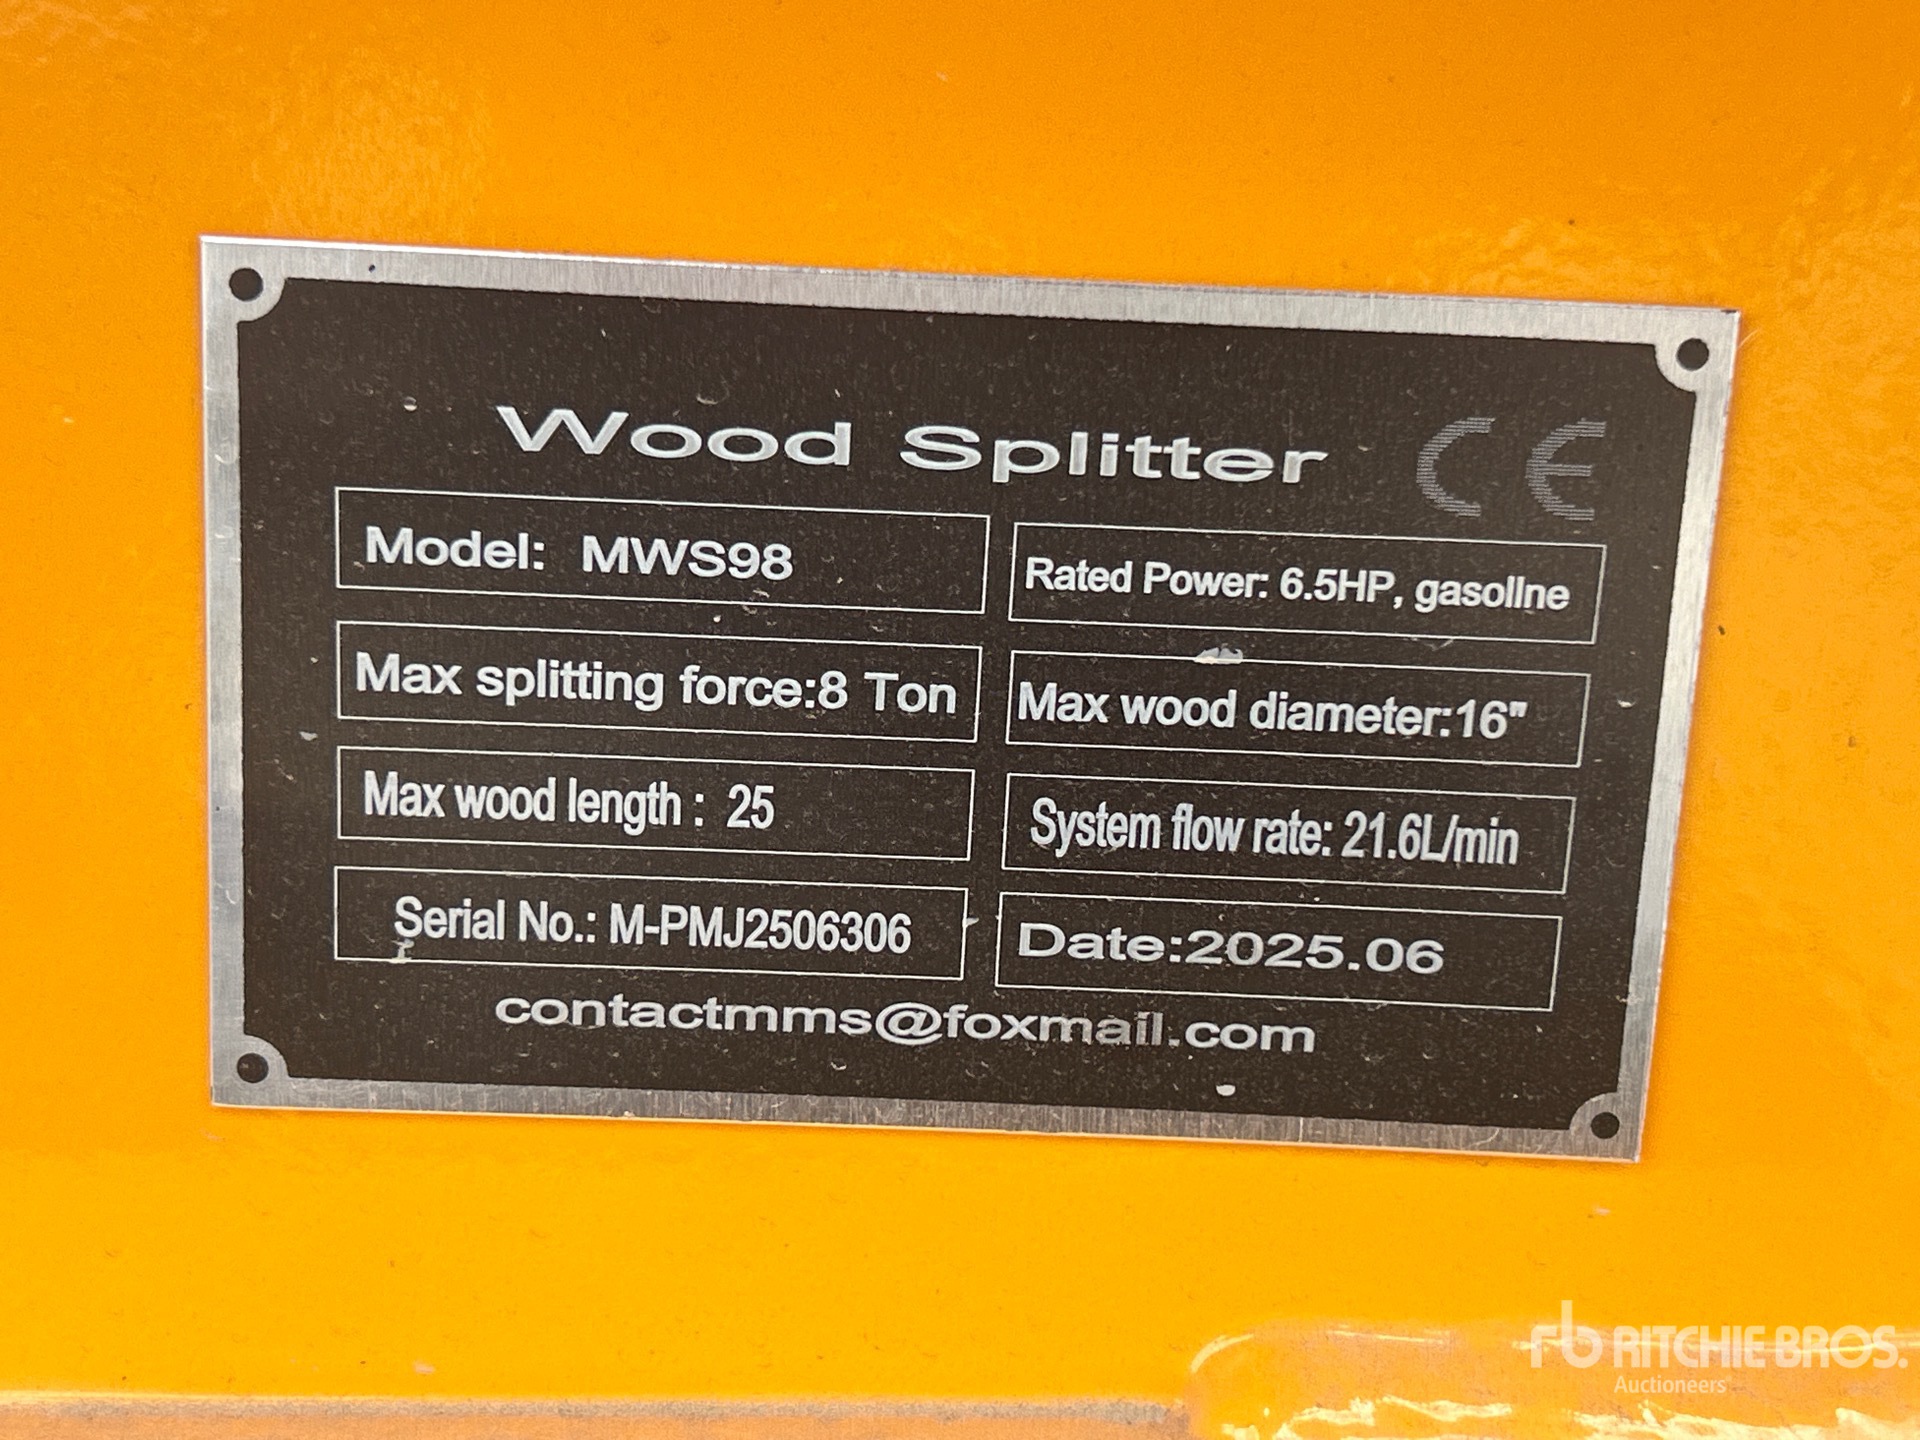 Wood Splitter CE
Model: MWS98
Rated Power: 6.5HP, gasoline
Max splitting force:8 Ton
Max wood diameter:16"
Max wood length : 25
System flow rate: 21.6L/min
Serial No.: M-PMJ2506306
Date:2025.06
contactmms@foxmail.com
rb RITCHIE BROS.
Auctioneers